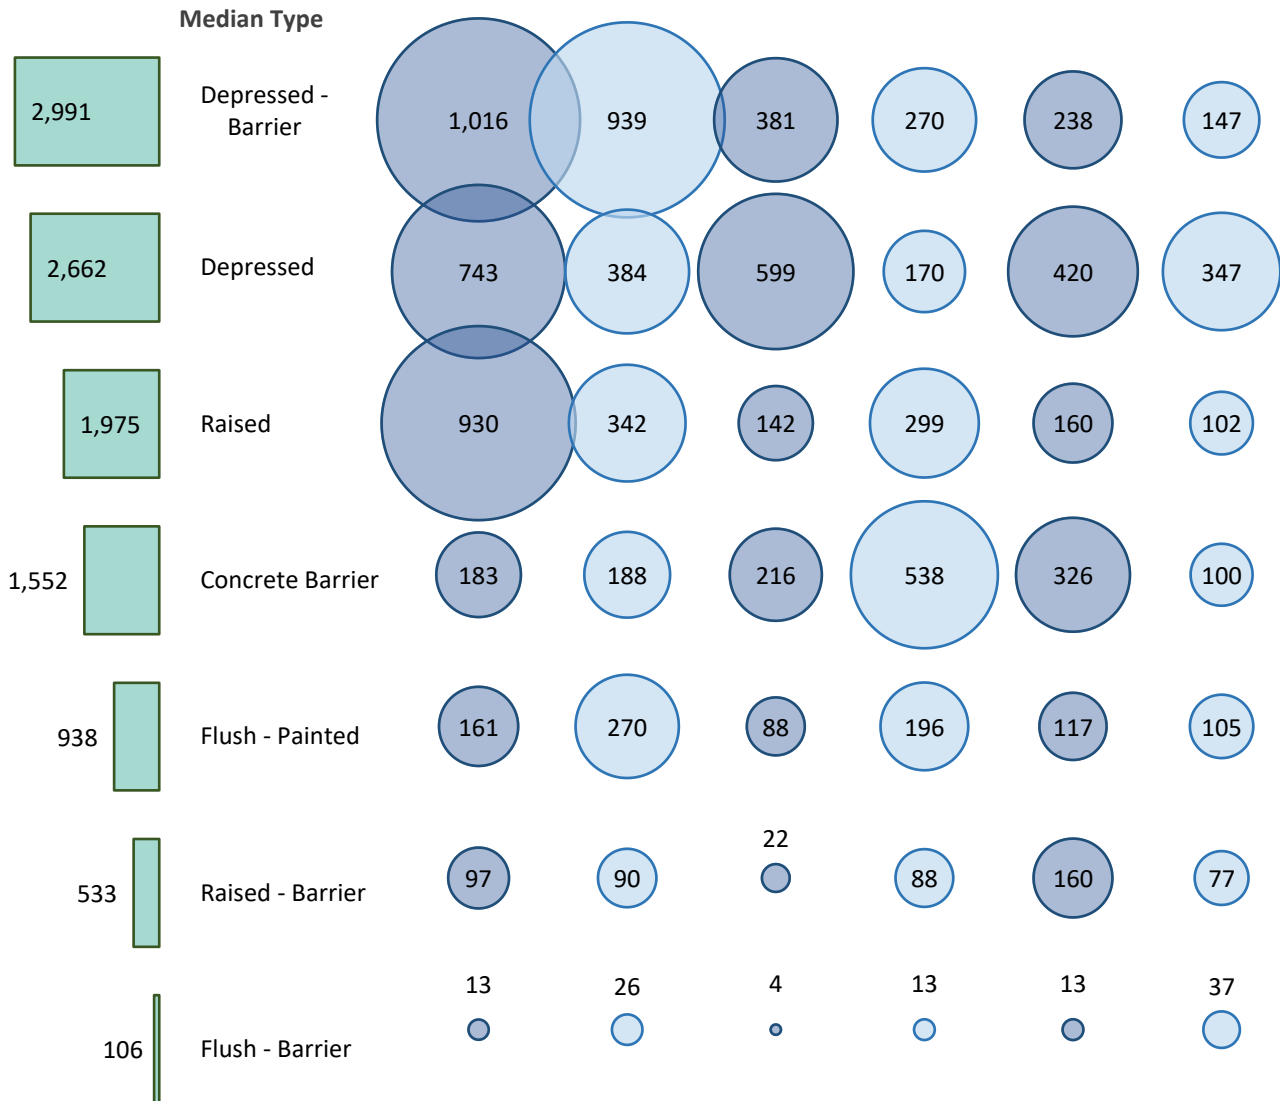 Median Type
2,991 Depressed - Barrier 1,016 939 381 270 238 147
2,662 Depressed 743 384 599 170 420 347
1,975 Raised 930 342 142 299 160 102
1,552 Concrete Barrier 183 188 216 538 326 100
938 Flush - Painted 161 270 88 196 117 105
533 Raised - Barrier 97 90 22 88 160 77
106 Flush - Barrier 13 26 4 13 13 37